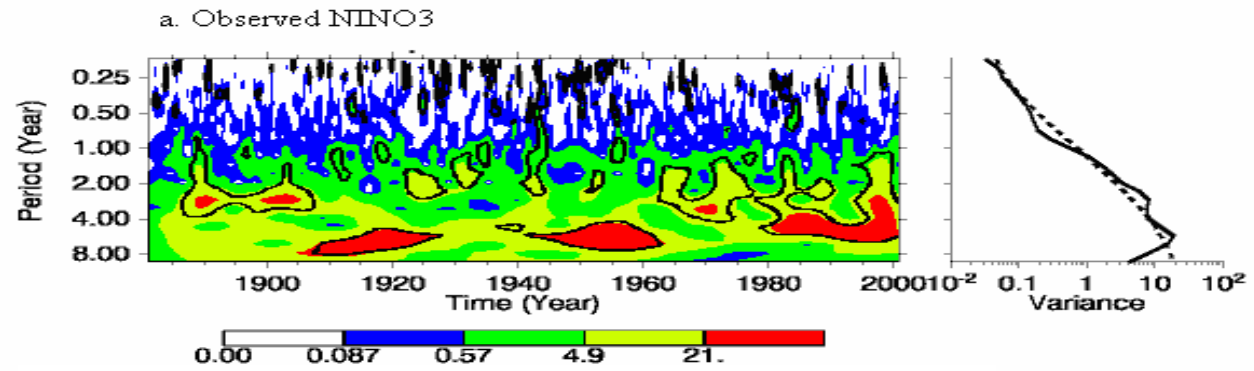 a. Observed NINO3
Period (Year)
0.25
0.50
1.00
2.00
4.00
8.00
1900 1920 1940 1960 1980 2000
Time (Year)
10-2 0.1 1 10 10²
Variance
0.00 0.087 0.57 4.9 21.